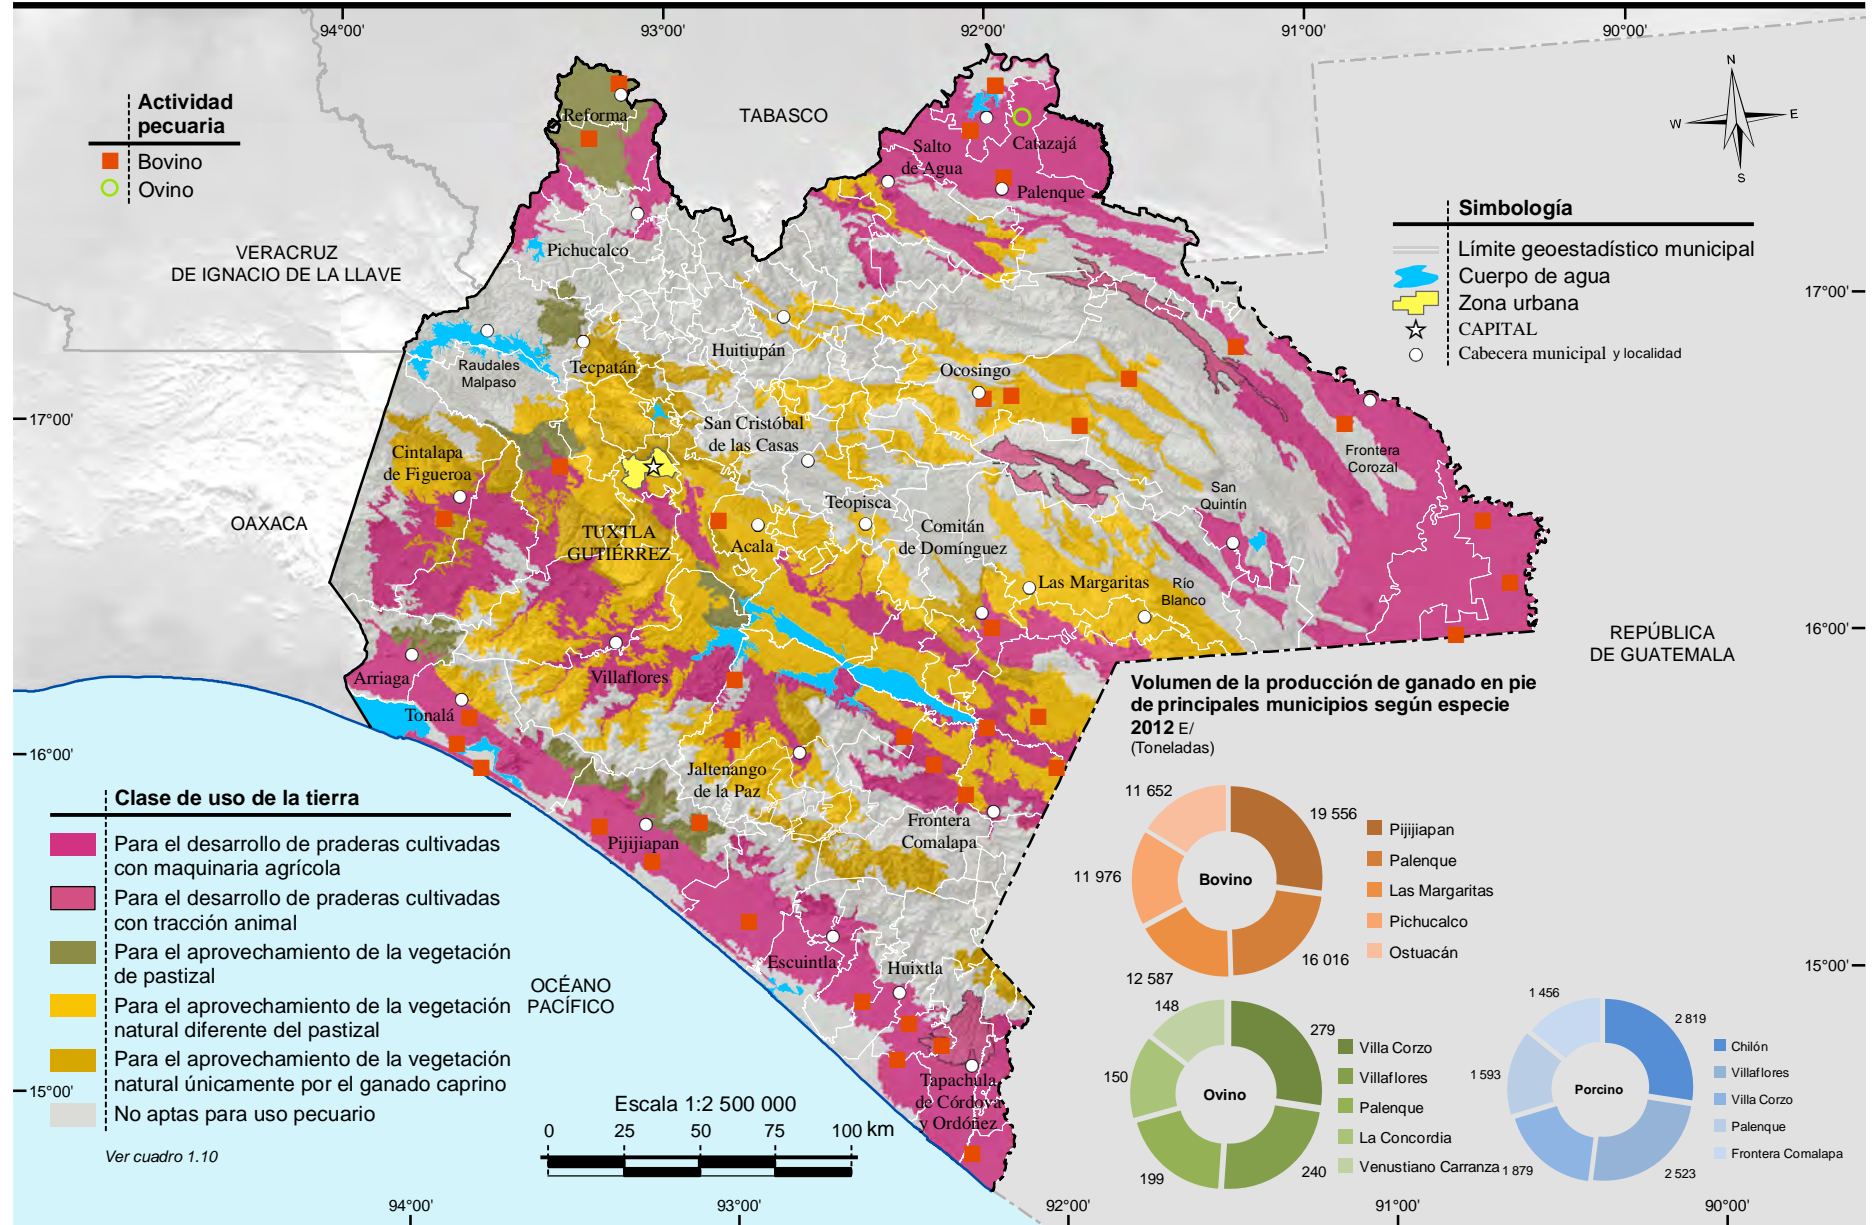 94°00'
93°00'
92°00'
91°00'
90°00'
Actividad
pecuaria
Bovino
Ovino
N
W
E
S
Simbología
Límite geoestadístico municipal
Cuerpo de agua
Zona urbana
CAPITAL
Cabecera municipal y localidad
TABASCO
VERACRUZ
DE IGNACIO DE LA LLAVE
OAXACA
REPÚBLICA
DE GUATEMALA
OCÉANO
PACÍFICO
17°00'
17°00'
16°00'
16°00'
15°00'
15°00'
Reforma
Catazajá
Salto
de Agua
Palenque
Pichucalco
Huitiupán
Raudales
Malpaso
Tecpatán
Ocosingo
San Cristóbal
de las Casas
Cintalapa
de Figueroa
Frontera
Corozal
San
Quintín
Teopisca
Comitán
de Domínguez
TUXTLA
GUTIÉRREZ
Acala
Las Margaritas
Río
Blanco
Arriaga
Villaflores
Tonalá
Jaltenango
de la Paz
Frontera
Comalapa
Pijijiapan
Escuintla
Huixtla
Tapachula
de Córdova
y Ordóñez
Clase de uso de la tierra
Para el desarrollo de praderas cultivadas
con maquinaria agrícola
Para el desarrollo de praderas cultivadas
con tracción animal
Para el aprovechamiento de la vegetación
de pastizal
Para el aprovechamiento de la vegetación
natural diferente del pastizal
Para el aprovechamiento de la vegetación
natural únicamente por el ganado caprino
No aptas para uso pecuario
Ver cuadro 1.10
Escala 1:2 500 000
0 25 50 75 100 km
Volumen de la producción de ganado en pie
de principales municipios según especie
2012 E/
(Toneladas)
Bovino
19 556
16 016
12 587
11 976
11 652
Pijijiapan
Palenque
Las Margaritas
Pichucalco
Ostuacán
Ovino
279
240
199
150
148
Villa Corzo
Villaflores
Palenque
La Concordia
Venustiano Carranza
Porcino
2 819
2 523
1 879
1 593
1 456
Chilón
Villaflores
Villa Corzo
Palenque
Frontera Comalapa
94°00'
93°00'
92°00'
91°00'
90°00'